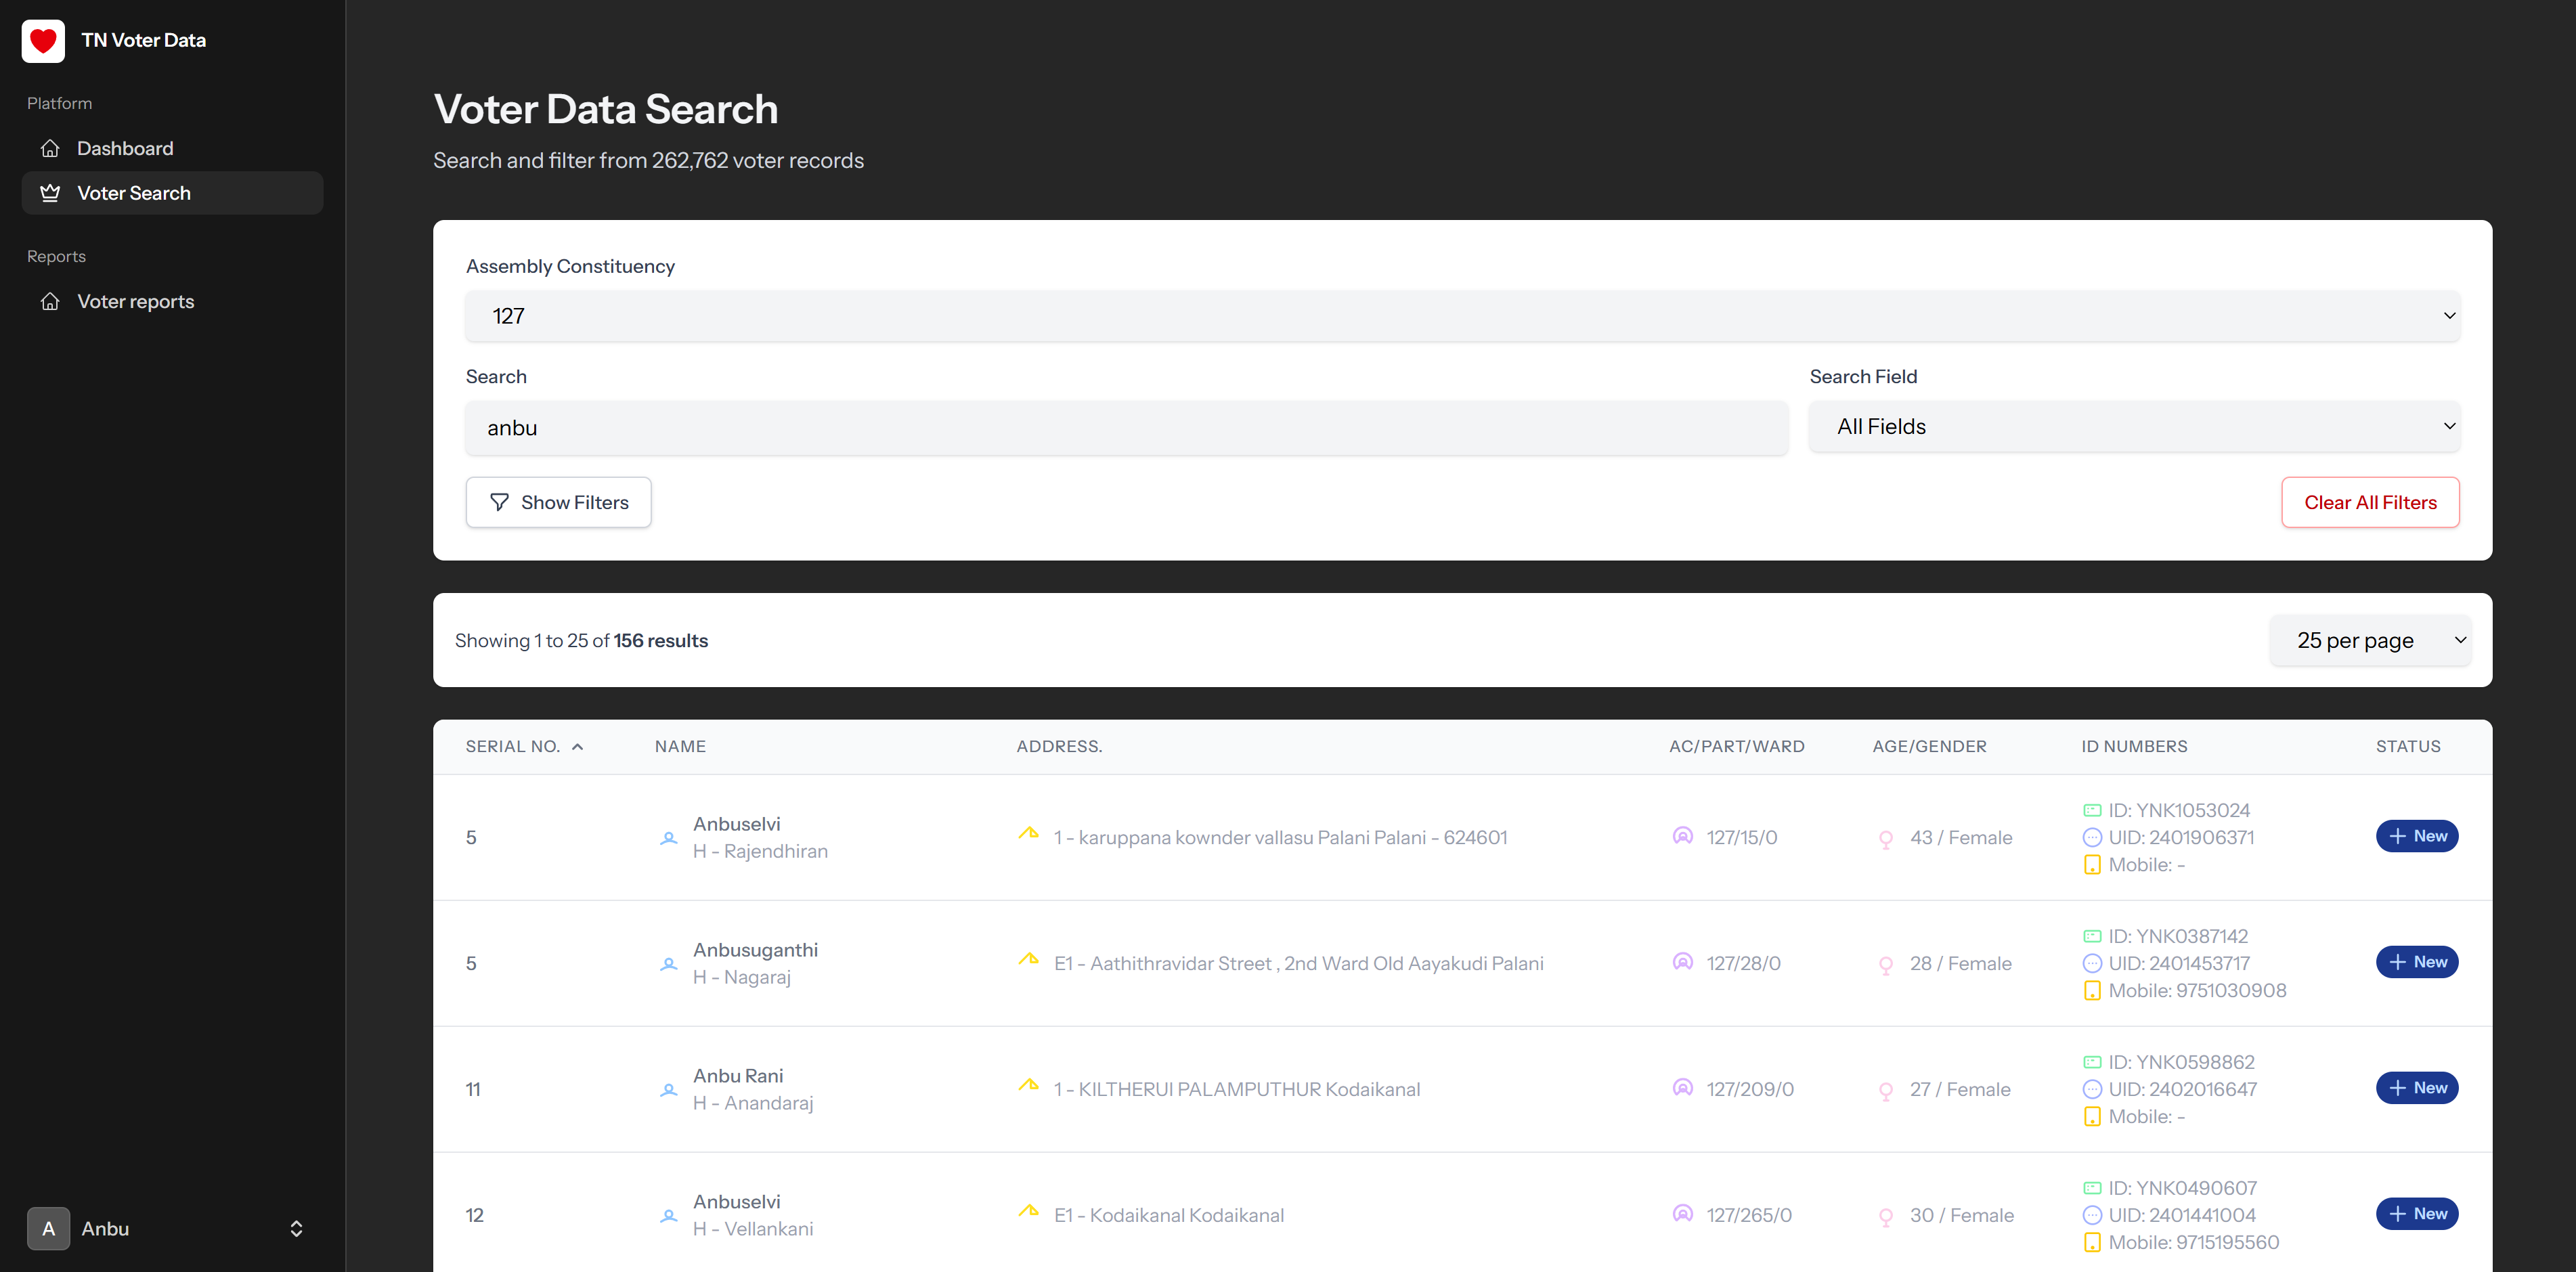 TN Voter Data
Platform
Dashboard
Voter Search
Reports
Voter reports
A
Anbu
Voter Data Search
Search and filter from 262,762 voter records
Assembly Constituency
127
Search
Search Field
anbu
All Fields
Show Filters
Clear All Filters
Showing 1 to 25 of 156 results
25 per page
SERIAL NO. NAME ADDRESS. AC/PART/WARD AGE/GENDER ID NUMBERS STATUS
5
Anbuselvi
H - Rajendhiran
1 - karuppana kownder vallasu Palani Palani - 624601
127/15/0
43 / Female
ID: YNK1053024
UID: 2401906371
Mobile: -
New
5
Anbusuganthi
H - Nagaraj
E1 - Aathithravidar Street , 2nd Ward Old Aayakudi Palani
127/28/0
28 / Female
ID: YNK0387142
UID: 2401453717
Mobile: 9751030908
New
11
Anbu Rani
H - Anandaraj
1 - KILTHERUI PALAMPUTHUR Kodaikanal
127/209/0
27 / Female
ID: YNK0598862
UID: 2402016647
Mobile: -
New
12
Anbuselvi
H - Vellankani
E1 - Kodaikanal Kodaikanal
127/265/0
30 / Female
ID: YNK0490607
UID: 2401441004
Mobile: 9715195560
New